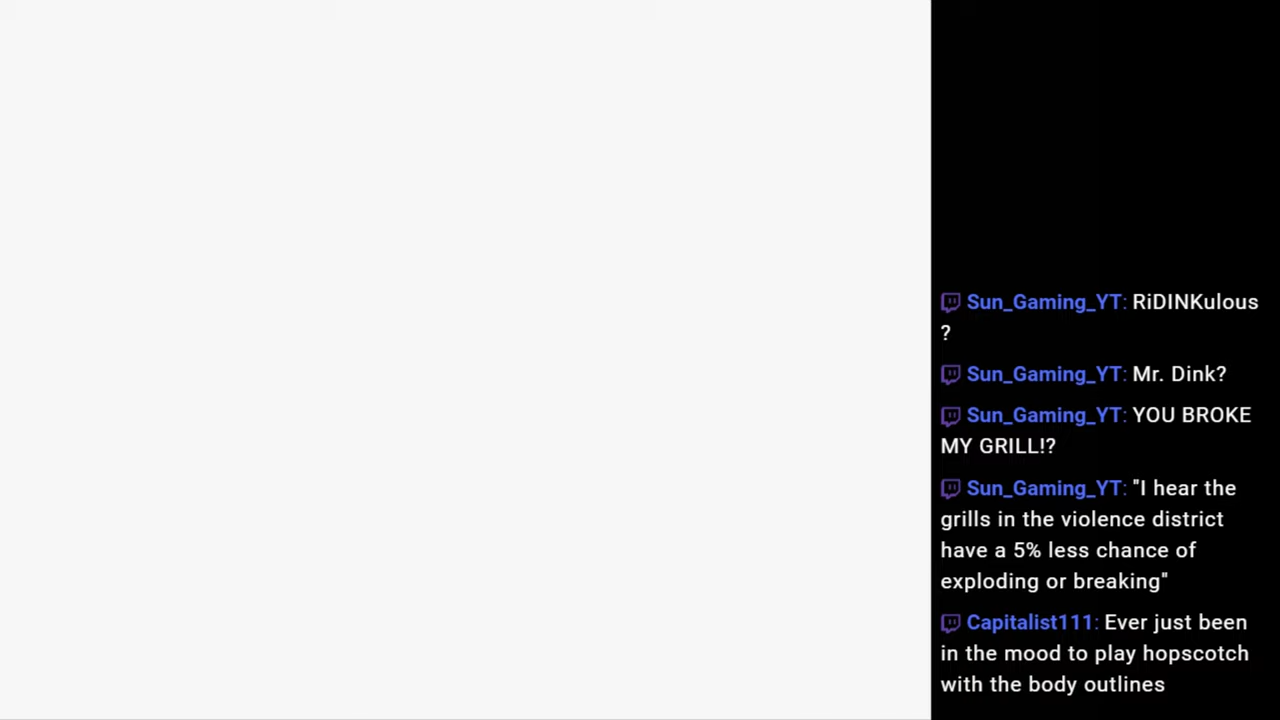 Sun_Gaming_YT: RiDINKulous
?
Sun_Gaming_YT: Mr. Dink?
Sun_Gaming_YT: YOU BROKE
MY GRILL!?
Sun_Gaming_YT: "I hear the
grills in the violence district
have a 5% less chance of
exploding or breaking"
Capitalist111: Ever just been
in the mood to play hopscotch
with the body outlines